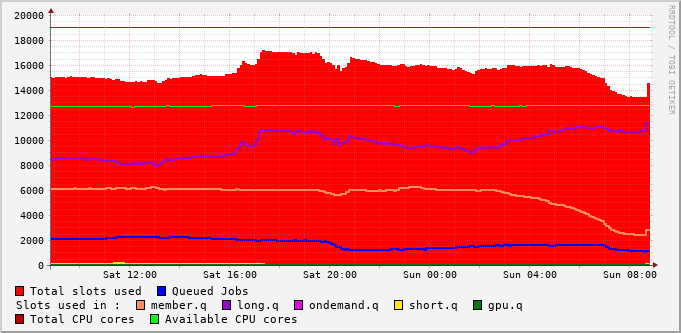 20000
18000
16000
14000
12000
10000
8000
6000
4000
2000
0
Sat 12:00 Sat 16:00 Sat 20:00 Sun 00:00 Sun 04:00 Sun 08:00
RRDTOOL / TOBI OETIKER
Total slots used Queued Jobs
Slots used in : member.q long.q ondemand.q short.q gpu.q
Total CPU cores Available CPU cores